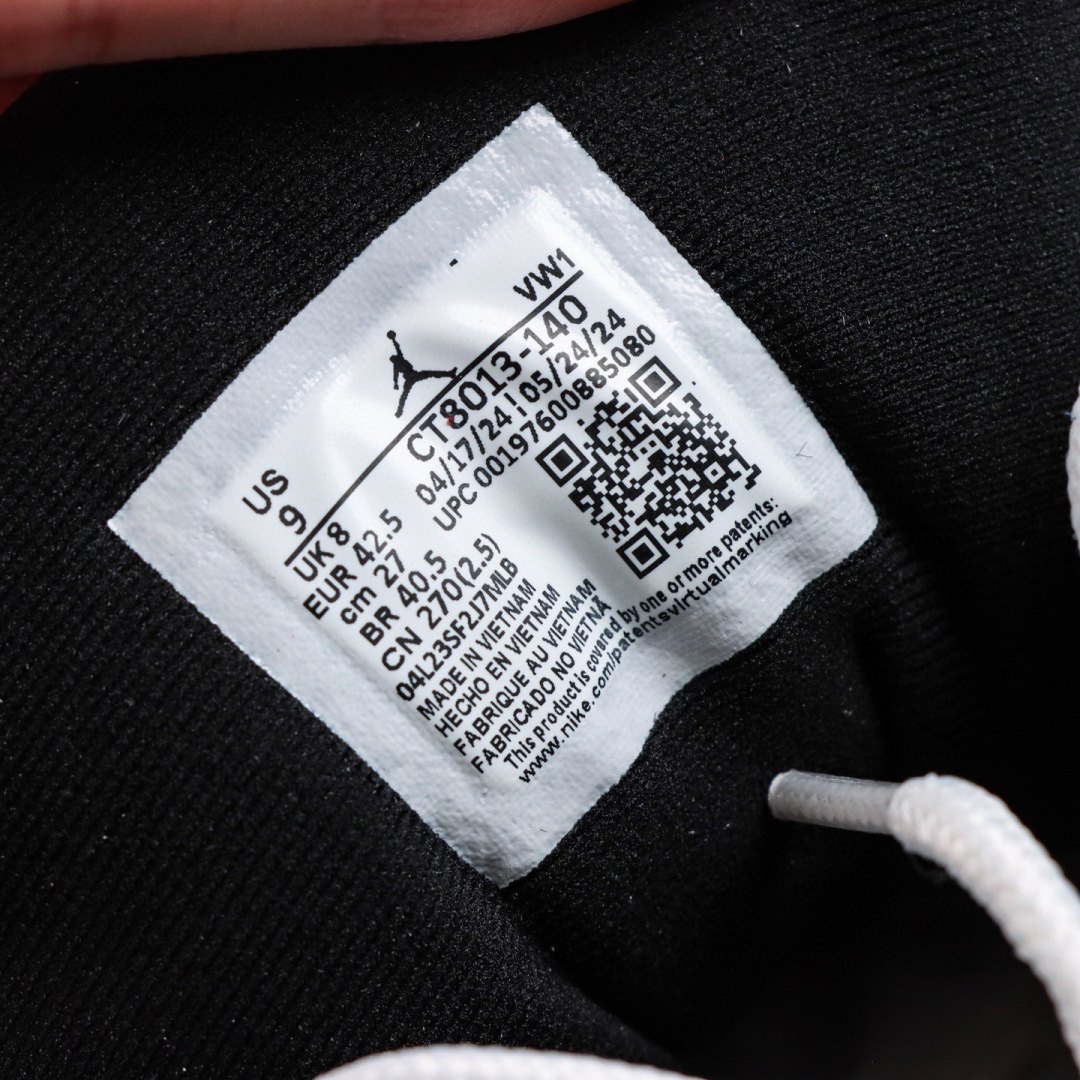 VW1
US
9
CT8013-140
04/17/24 | 05/24/24
UPC 00197600885080
UK 8
EUR 42.5
cm 27
BR 40.5
CN 270(2.5)
04L23SF2J7MLB
MADE IN VIETNAM
HECHO EN VIETNAM
FABRIQUE AU VIETNAM
FABRICADO NO VIETNÃ
This product is covered by one or more patents:
www.nike.com/patentsvirtualmarking